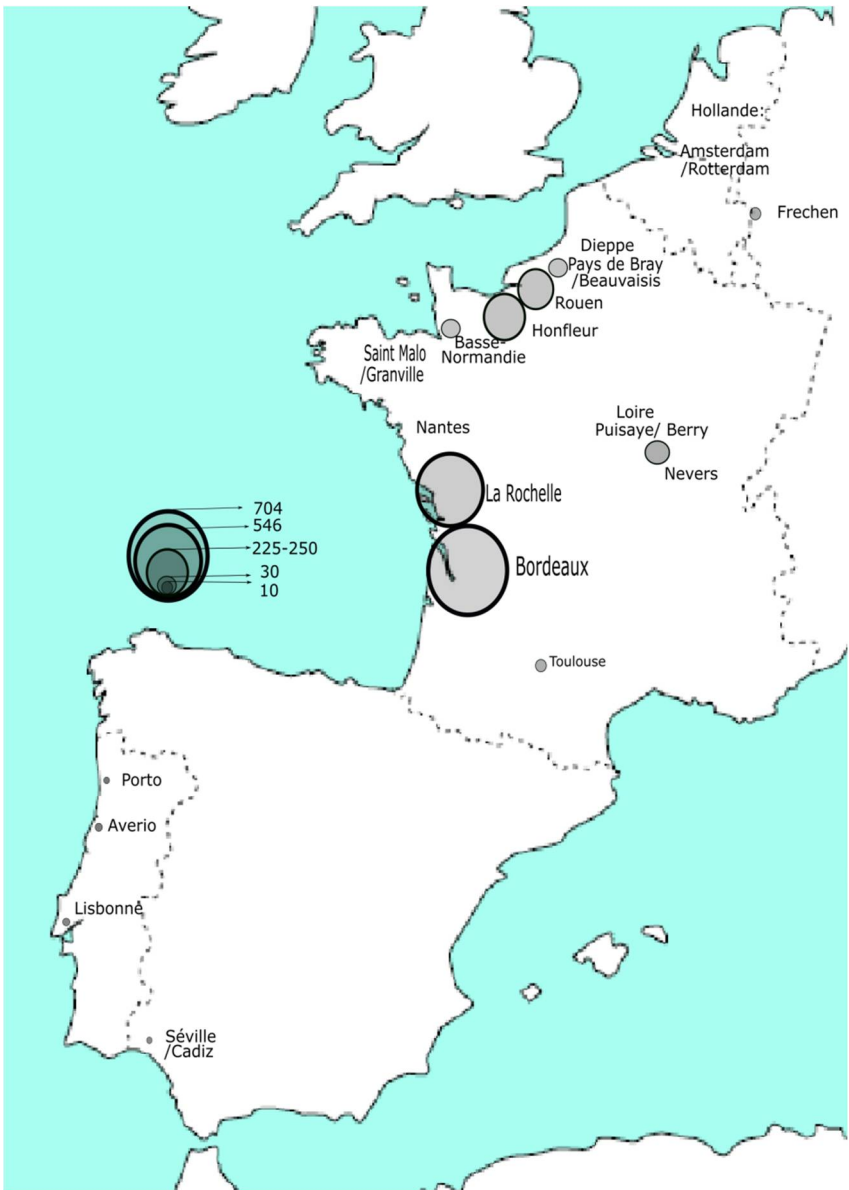 Hollande:
Amsterdam
/Rotterdam
Frechen
Dieppe
Pays de Bray
/Beauvaisis
Rouen
Honfleur
Basse-
Normandie
Saint Malo
/Granville
Nantes
Loire
Puisaye/ Berry
Nevers
La Rochelle
704
546
225-250
30
10
Bordeaux
Toulouse
Porto
Averio
Lisbonne
Séville
/Cadiz